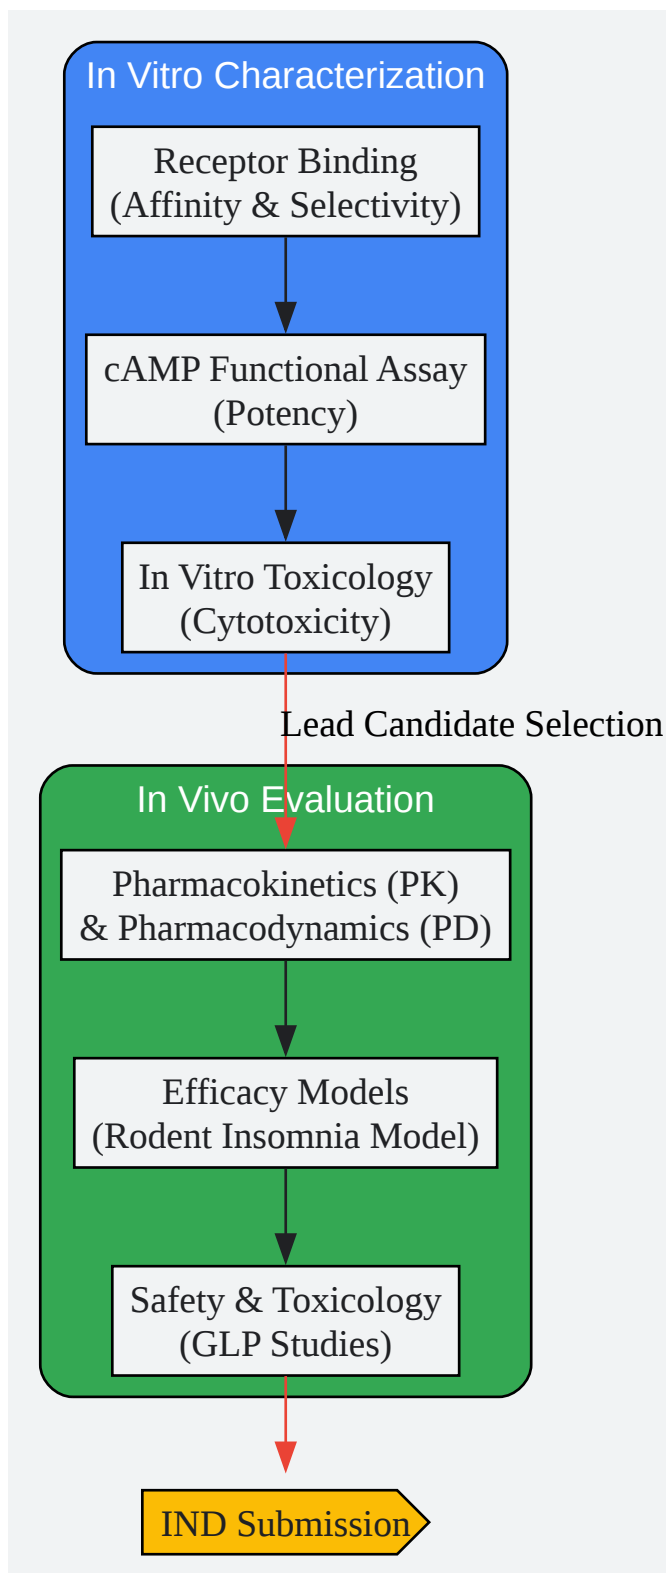 In Vitro Characterization
Receptor Binding
(Affinity & Selectivity)
cAMP Functional Assay
(Potency)
In Vitro Toxicology
(Cytotoxicity)
Lead Candidate Selection
In Vivo Evaluation
Pharmacokinetics (PK)
& Pharmacodynamics (PD)
Efficacy Models
(Rodent Insomnia Model)
Safety & Toxicology
(GLP Studies)
IND Submission